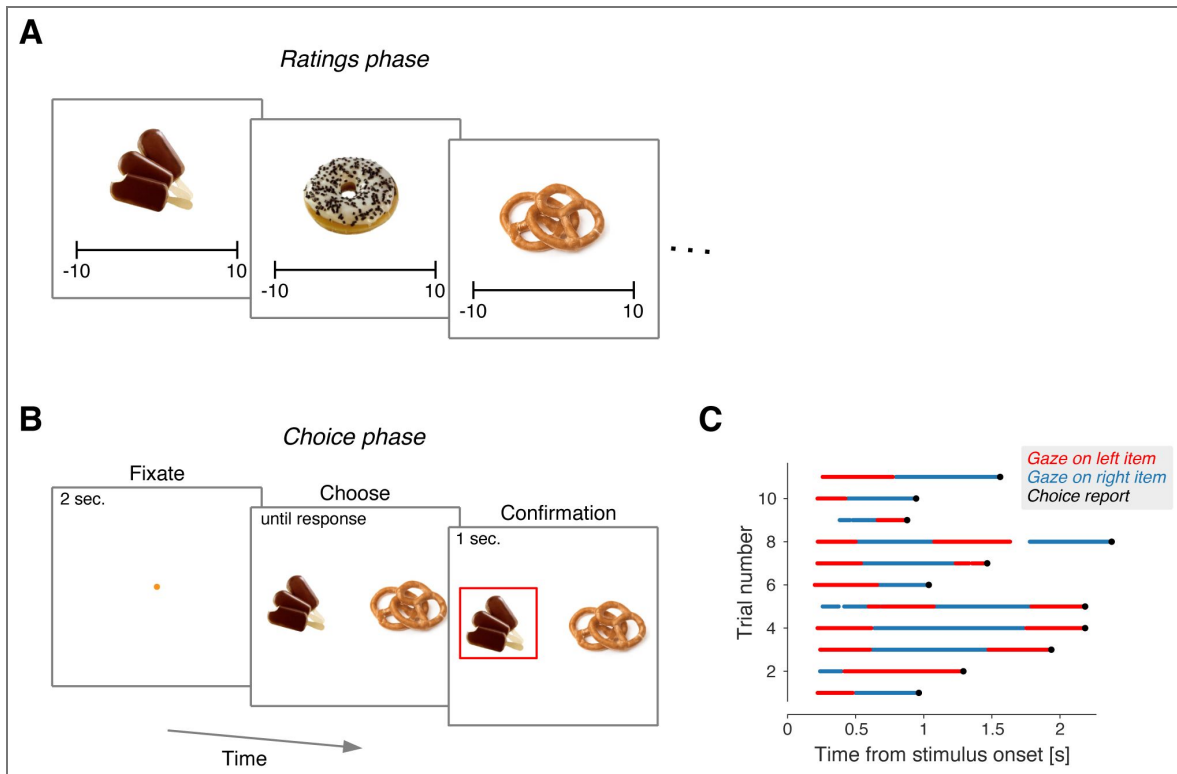 A
Ratings phase
-10 10
-10 10
-10 10
...
B
Choice phase
Fixate
2 sec.
Choose
until response
Confirmation
1 sec.
Time
C
Gaze on left item
Gaze on right item
Choice report
Trial number
10
8
6
4
2
0 0.5 1 1.5 2
Time from stimulus onset [s]